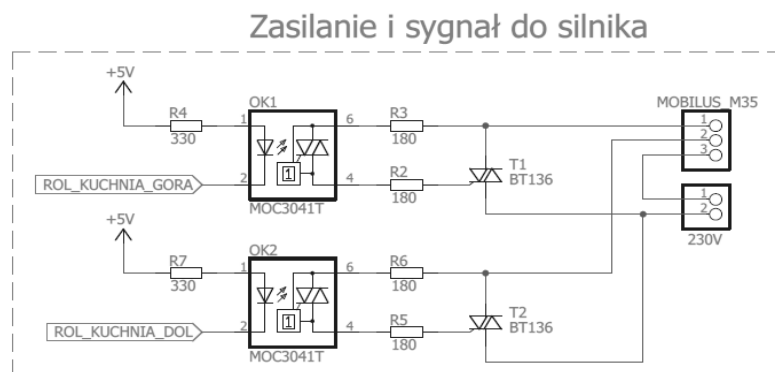 Zasilanie i sygnał do silnika
+5V
R4
330
OK1
1
6
2
4
1
MOC3041T
ROL_KUCHNIA_GORA
R3
180
R2
180
T1
BT136
MOBILUS_M35
1
2
3
1
2
230V
+5V
R7
330
OK2
1
6
2
4
1
MOC3041T
ROL_KUCHNIA_DOL
R6
180
R5
180
T2
BT136